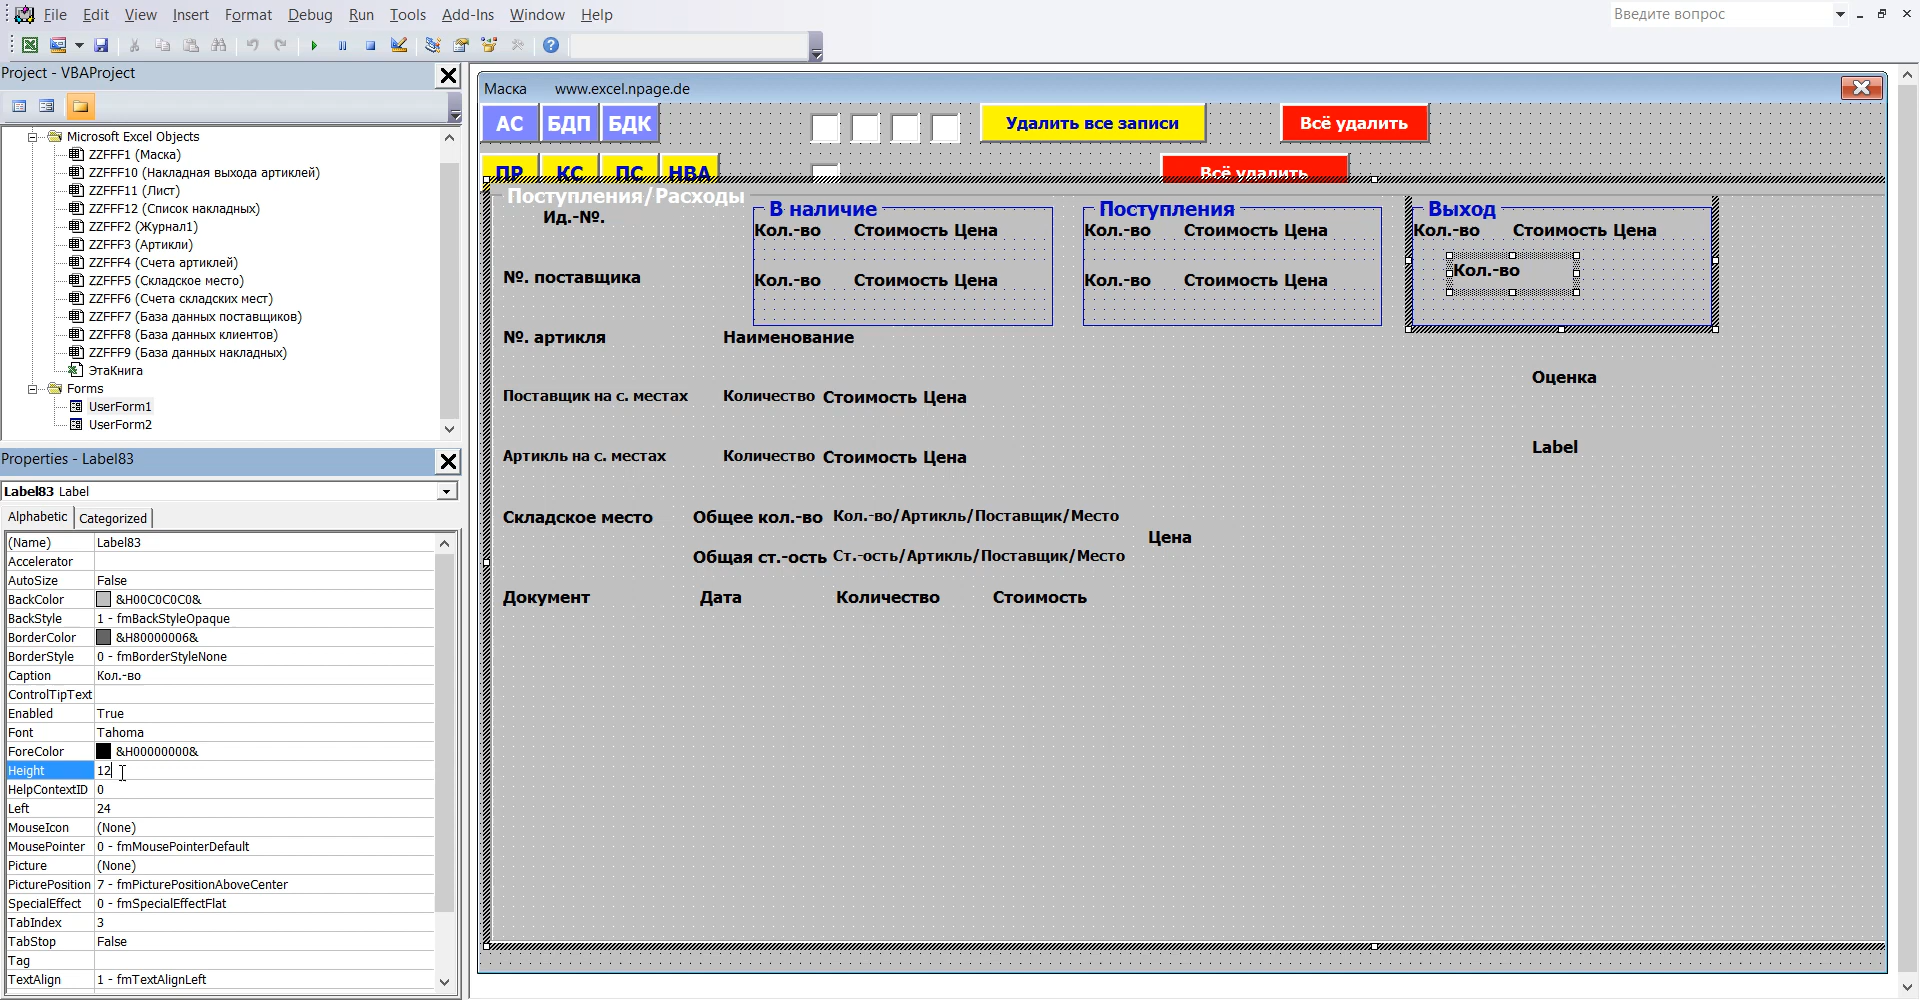 File Edit View Insert Format Debug Run Tools Add-Ins Window Help Введите вопрос
Project - VBAProject
Microsoft Excel Objects
ZZFFF1 (Маска)
ZZFFF10 (Накладная выхода артиклей)
ZZFFF11 (Лист)
ZZFFF12 (Список накладных)
ZZFFF2 (Журнал1)
ZZFFF3 (Артикли)
ZZFFF4 (Счета артиклей)
ZZFFF5 (Складское место)
ZZFFF6 (Счета складских мест)
ZZFFF7 (База данных поставщиков)
ZZFFF8 (База данных клиентов)
ZZFFF9 (База данных накладных)
ЭтаКнига
Forms
UserForm1
UserForm2
Properties - Label83
Label83 Label
Alphabetic Categorized
(Name) Label83
Accelerator
AutoSize False
BackColor &H00C0C0C0&
BackStyle 1 - fmBackStyleOpaque
BorderColor &H80000006&
BorderStyle 0 - fmBorderStyleNone
Caption Кол.-во
ControlTipText
Enabled True
Font Tahoma
ForeColor &H00000000&
Height 12
HelpContextID 0
Left 24
MouseIcon (None)
MousePointer 0 - fmMousePointerDefault
Picture (None)
PicturePosition 7 - fmPicturePositionAboveCenter
SpecialEffect 0 - fmSpecialEffectFlat
TabIndex 3
TabStop False
Tag
TextAlign 1 - fmTextAlignLeft
Маска www.excel.npage.de
АС БДП БДК Удалить все записи Всё удалить
ПР КС ПС НВА Всё удалить
Поступления/Расходы
Ид.-№. В наличие Поступления Выход
Кол.-во Стоимость Цена Кол.-во Стоимость Цена Кол.-во Стоимость Цена
Кол.-во
№. поставщика Кол.-во Стоимость Цена Кол.-во Стоимость Цена
№. артикля Наименование
Оценка
Поставщик на с. местах Количество Стоимость Цена
Label
Артикль на с. местах Количество Стоимость Цена
Складское место Общее кол.-во Кол.-во/Артикль/Поставщик/Место
Цена
Общая ст.-ость Ст.-ость/Артикль/Поставщик/Место
Документ Дата Количество Стоимость